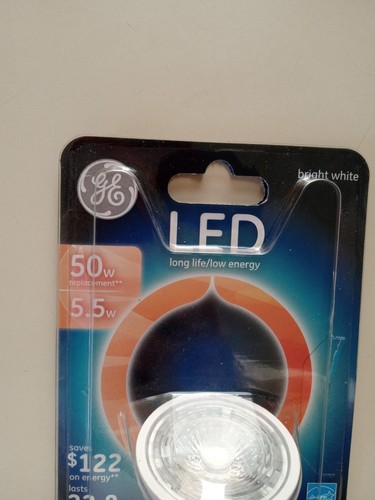 GE
bright white
LED
long life/low energy
50w
replacement**
5.5w
save
$122
on energy**
lasts